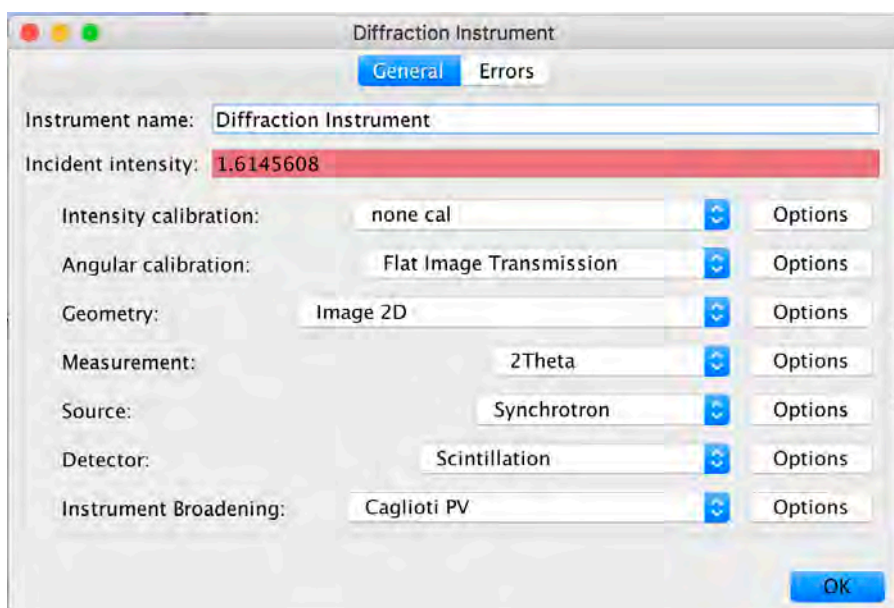 Diffraction Instrument
General Errors
Instrument name: Diffraction Instrument
Incident intensity: 1.6145608
Intensity calibration: none cal Options
Angular calibration: Flat Image Transmission Options
Geometry: Image 2D Options
Measurement: 2Theta Options
Source: Synchrotron Options
Detector: Scintillation Options
Instrument Broadening: Caglioti PV Options
OK